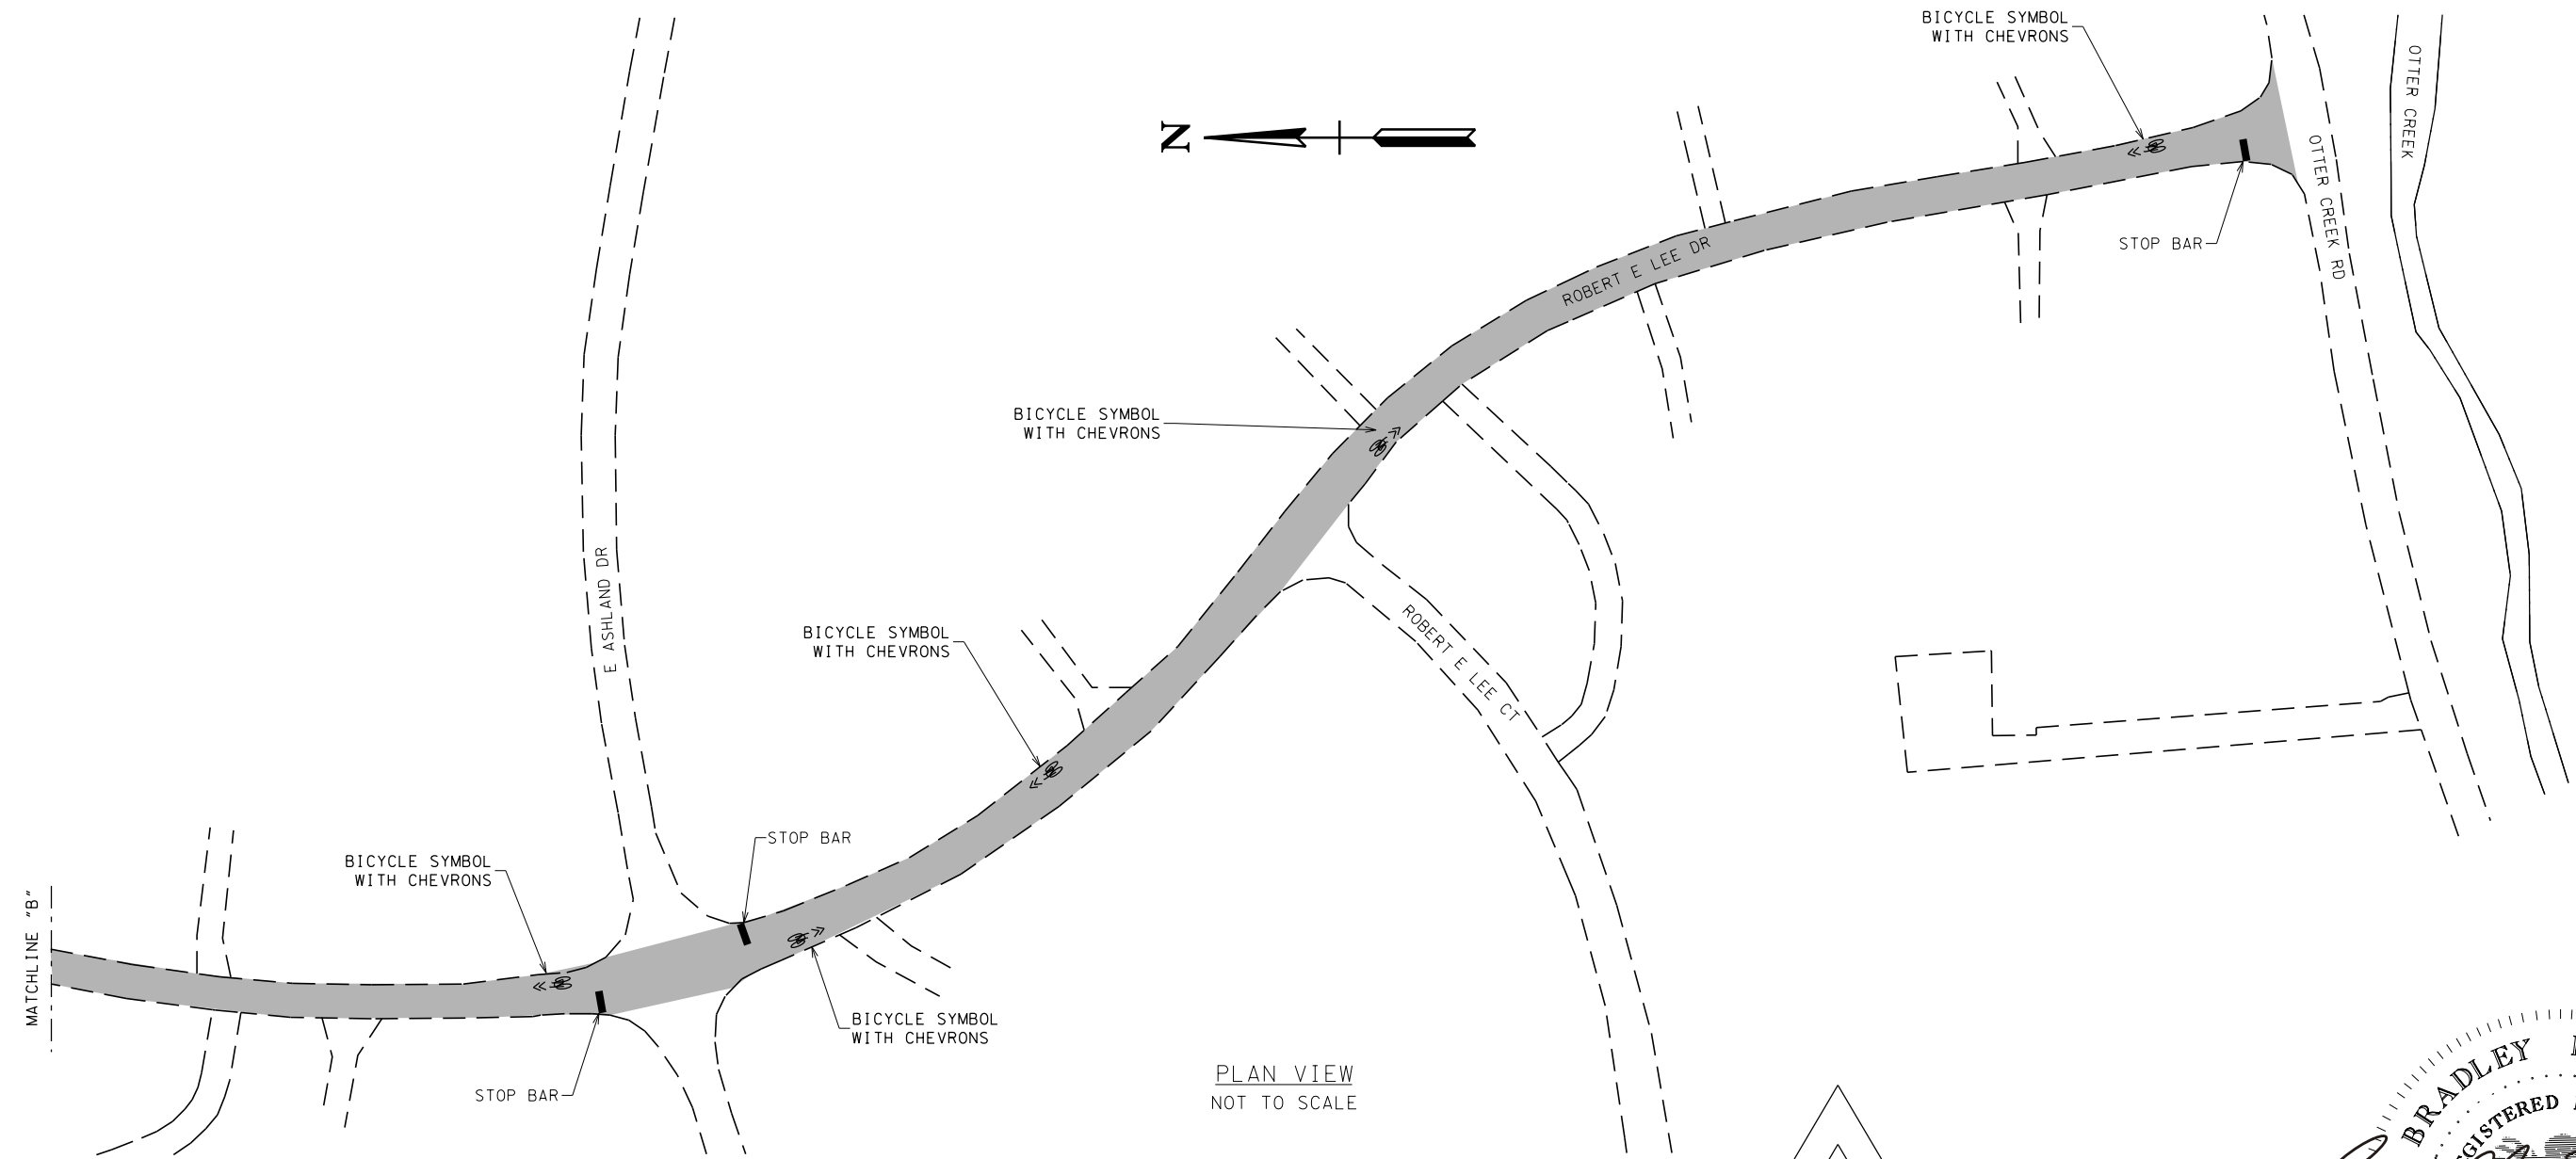 BICYCLE SYMBOL
WITH CHEVRONS
OTTER CREEK
N
OTTER CREEK RD
STOP BAR
ROBERT E LEE DR
BICYCLE SYMBOL
WITH CHEVRONS
E ASHLAND DR
BICYCLE SYMBOL
WITH CHEVRONS
ROBERT E LEE CT
STOP BAR
BICYCLE SYMBOL
WITH CHEVRONS
MATCHLINE "B"
BICYCLE SYMBOL
WITH CHEVRONS
STOP BAR
PLAN VIEW
NOT TO SCALE
BRADLEY